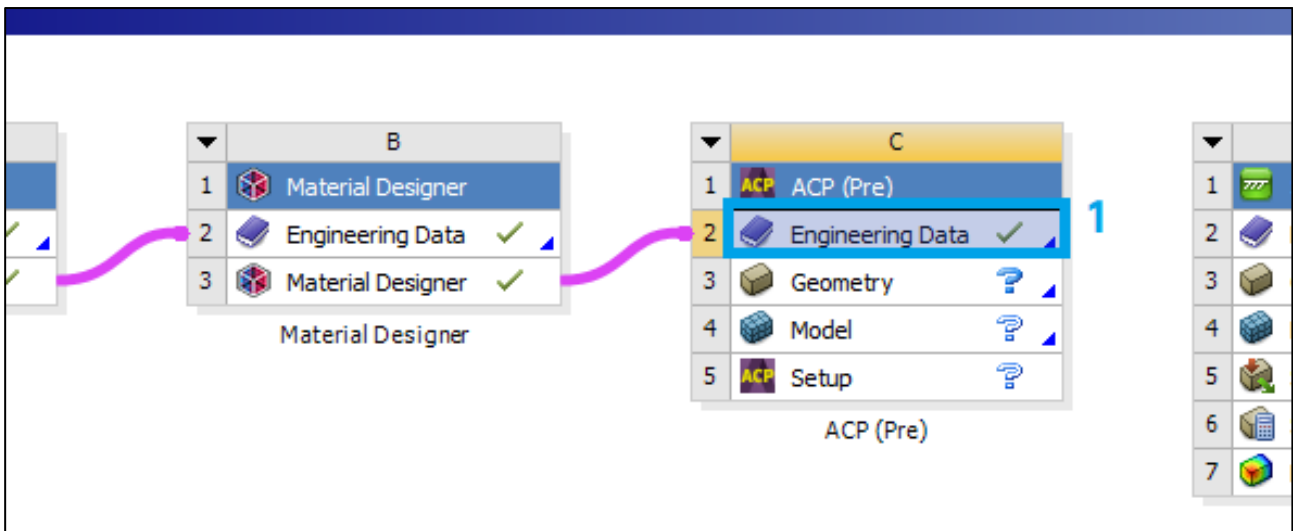 B
1 Material Designer
2 Engineering Data
3 Material Designer
Material Designer
C
1 ACP ACP (Pre)
2 Engineering Data
3 Geometry ?
4 Model ?
5 ACP Setup ?
ACP (Pre)
1
1
2
3
4
5
6
7